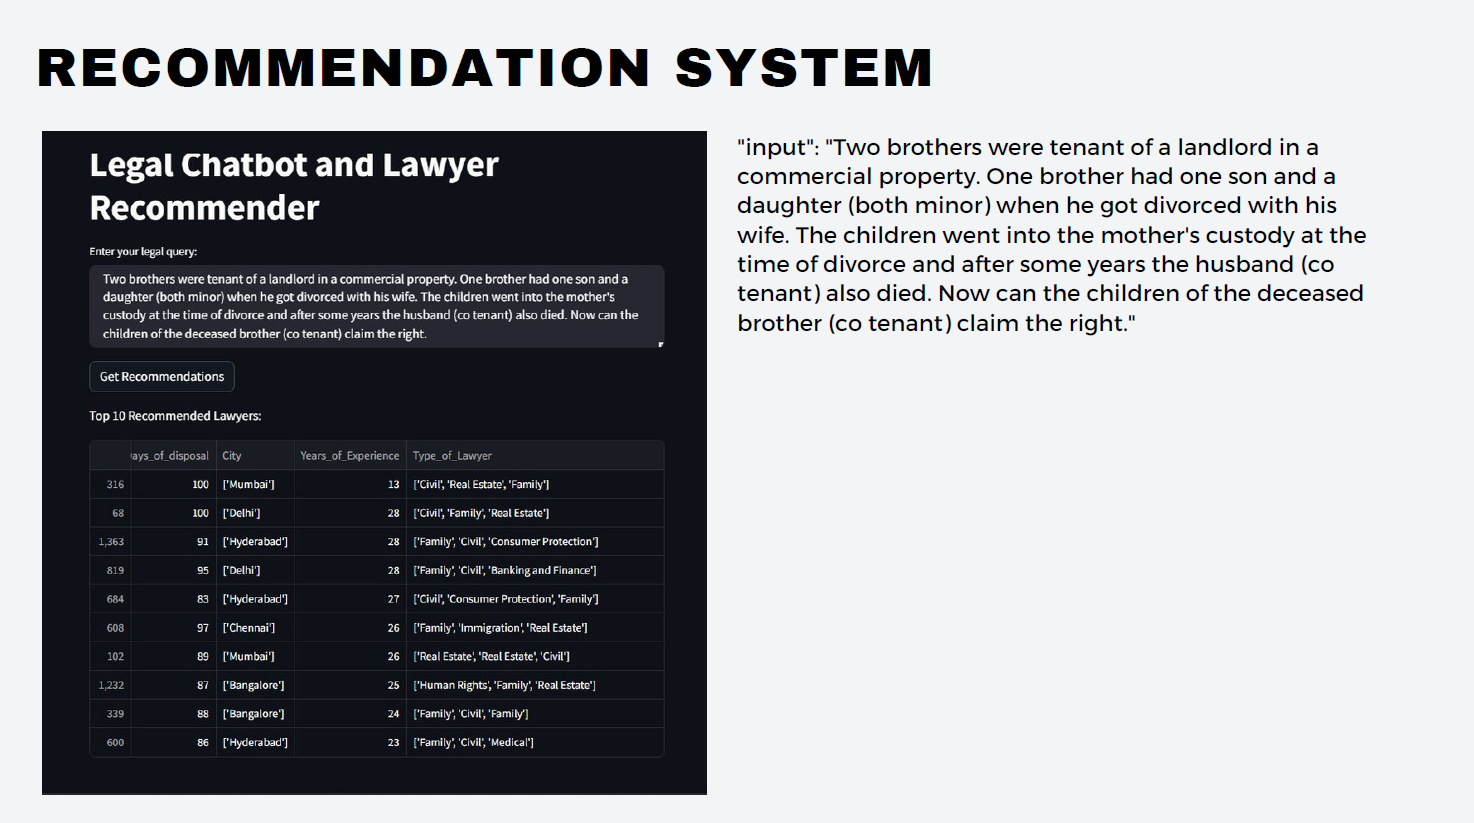 RECOMMENDATION SYSTEM
Legal Chatbot and Lawyer
Recommender
Enter your legal query:
Two brothers were tenant of a landlord in a commercial property. One brother had one son and a
daughter (both minor) when he got divorced with his wife. The children went into the mother's
custody at the time of divorce and after some years the husband (co tenant) also died. Now can the
children of the deceased brother (co tenant) claim the right.
Get Recommendations
Top 10 Recommended Lawyers:
ays_of_disposal City Years_of_Experience Type_of_Lawyer
316 100 ['Mumbai'] 13 ['Civil', 'Real Estate', 'Family']
68 100 ['Delhi'] 28 ['Civil', 'Family', 'Real Estate']
1,363 91 ['Hyderabad'] 28 ['Family', 'Civil', 'Consumer Protection']
819 95 ['Delhi'] 28 ['Family', 'Civil', 'Banking and Finance']
684 83 ['Hyderabad'] 27 ['Civil', 'Consumer Protection', 'Family']
608 97 ['Chennai'] 26 ['Family', 'Immigration', 'Real Estate']
102 89 ['Mumbai'] 26 ['Real Estate', 'Real Estate', 'Civil']
1,232 87 ['Bangalore'] 25 ['Human Rights', 'Family', 'Real Estate']
339 88 ['Bangalore'] 24 ['Family', 'Civil', 'Family']
600 86 ['Hyderabad'] 23 ['Family', 'Civil', 'Medical']
"input": "Two brothers were tenant of a landlord in a
commercial property. One brother had one son and a
daughter (both minor) when he got divorced with his
wife. The children went into the mother's custody at the
time of divorce and after some years the husband (co
tenant) also died. Now can the children of the deceased
brother (co tenant) claim the right."